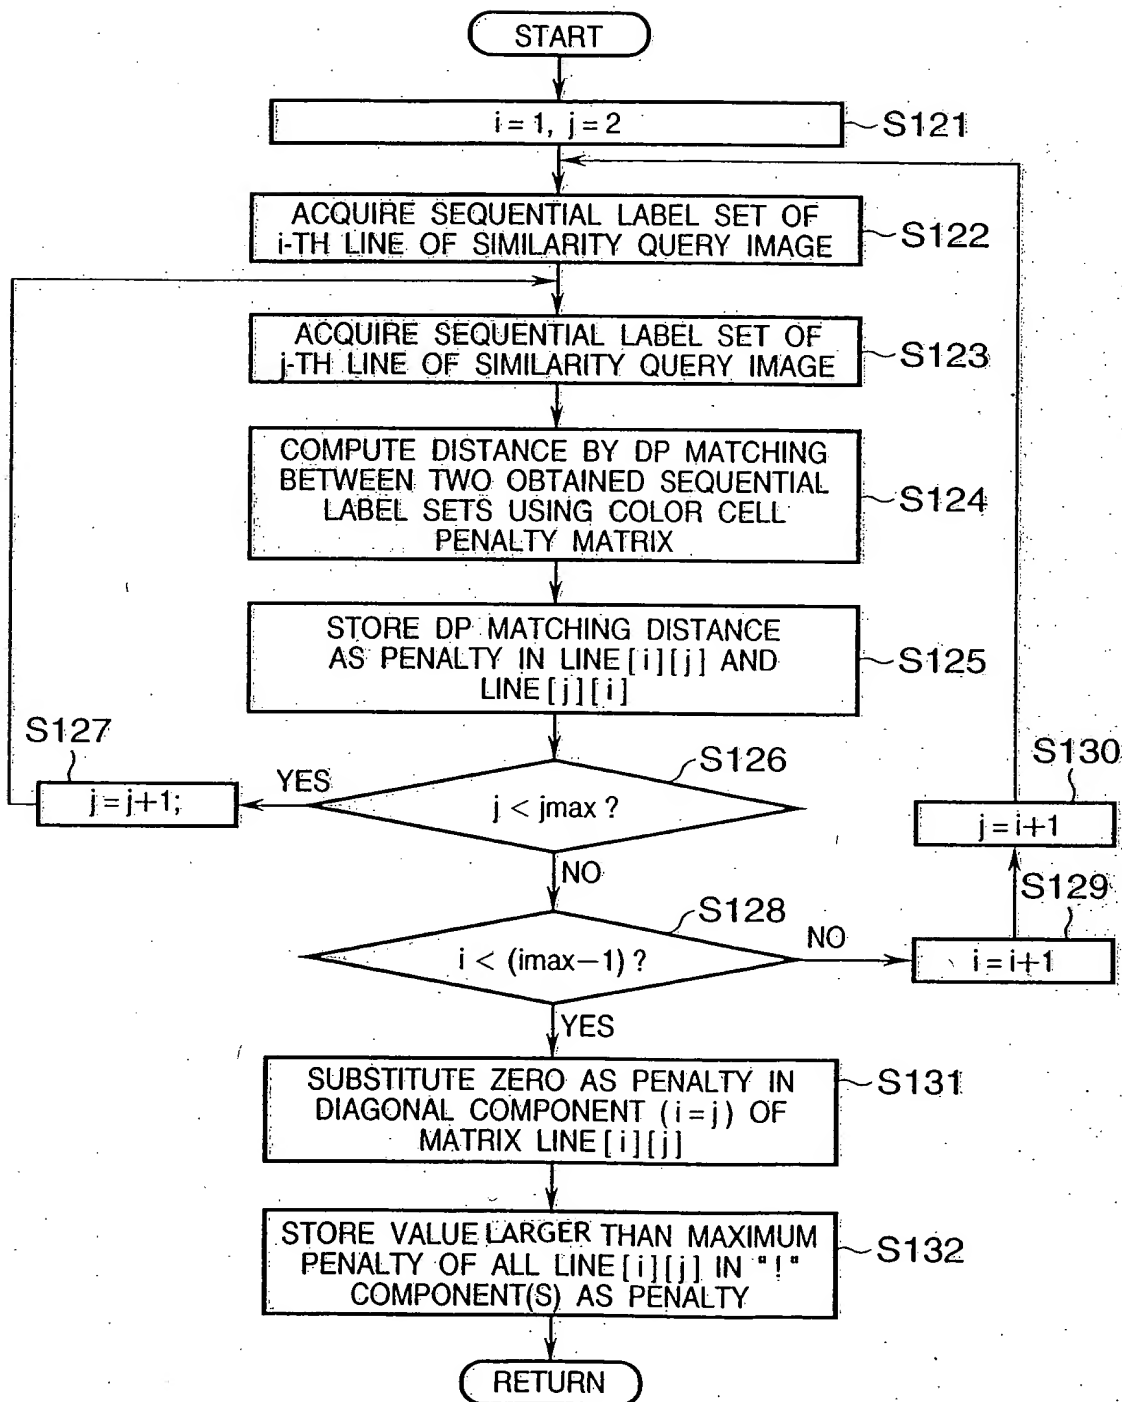 START
i = 1, j = 2
S121
ACQUIRE SEQUENTIAL LABEL SET OF
i-TH LINE OF SIMILARITY QUERY IMAGE
S122
ACQUIRE SEQUENTIAL LABEL SET OF
j-TH LINE OF SIMILARITY QUERY IMAGE
S123
COMPUTE DISTANCE BY DP MATCHING
BETWEEN TWO OBTAINED SEQUENTIAL
LABEL SETS USING COLOR CELL
PENALTY MATRIX
S124
STORE DP MATCHING DISTANCE
AS PENALTY IN LINE[i][j] AND
LINE[j][i]
S125
S127
j = j+1;
YES
S126
j < jmax ?
NO
S130
j = i+1
S129
i = i+1
S128
i < (imax−1) ?
NO
YES
SUBSTITUTE ZERO AS PENALTY IN
DIAGONAL COMPONENT (i=j) OF
MATRIX LINE[i][j]
S131
STORE VALUE LARGER THAN MAXIMUM
PENALTY OF ALL LINE[i][j] IN "!"
COMPONENT(S) AS PENALTY
S132
RETURN